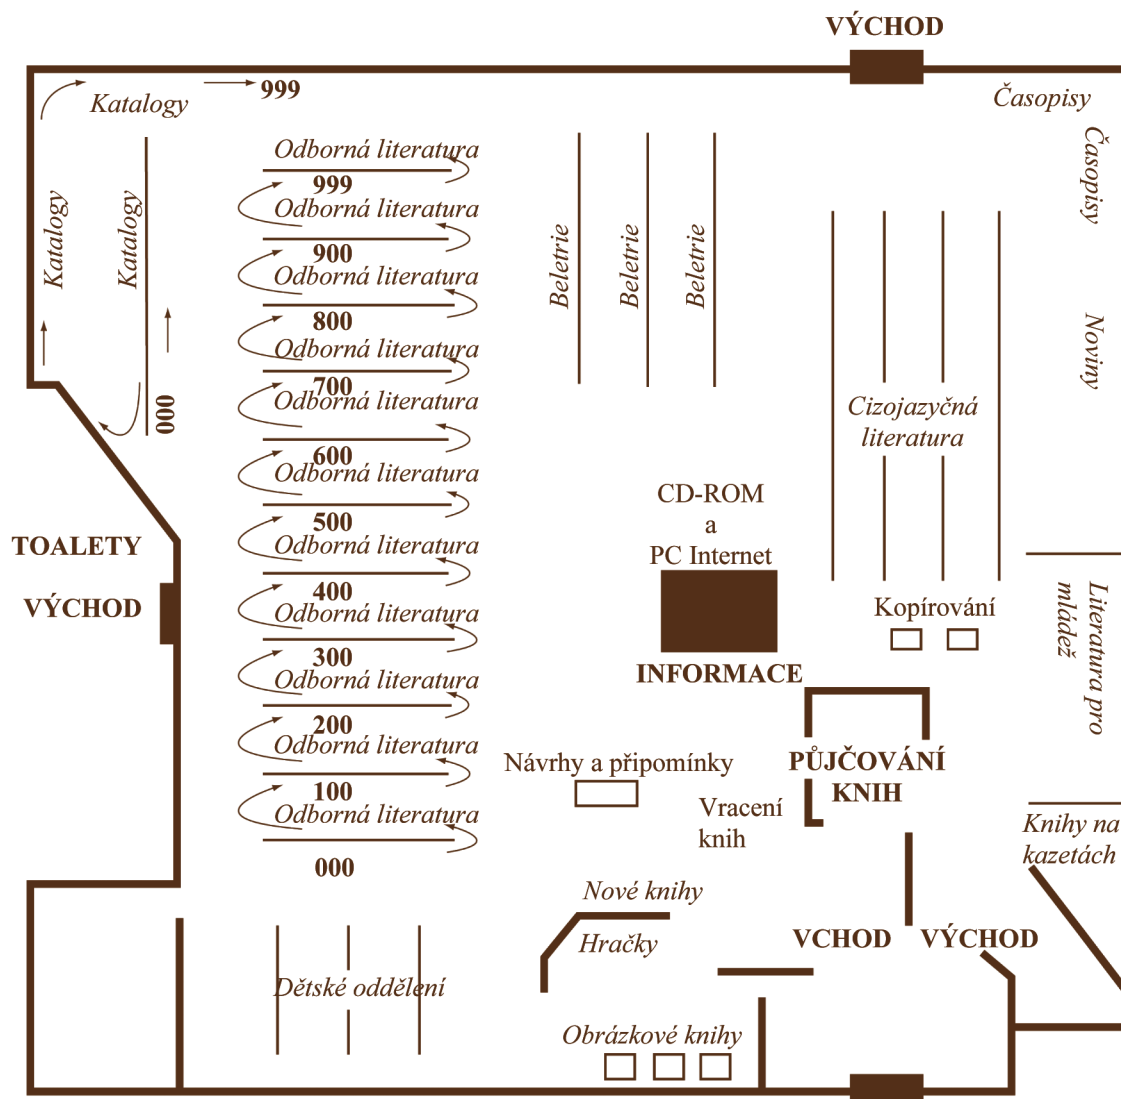 VÝCHOD
Katalogy
999
Časopisy
Časopisy
Katalogy
Katalogy
000
Odborná literatura
999
Odborná literatura
900
Odborná literatura
800
Odborná literatura
700
Odborná literatura
600
Odborná literatura
500
Odborná literatura
400
Odborná literatura
300
Odborná literatura
200
Odborná literatura
100
Odborná literatura
000
Beletrie
Beletrie
Beletrie
Noviny
Cizojazyčná
literatura
CD-ROM
a
PC Internet
INFORMACE
TOALETY
VÝCHOD
Kopírování
Literatura pro
mládež
PŮJČOVÁNÍ
KNIH
Návrhy a připomínky
Vracení
knih
Knihy na
kazetách
Nové knihy
Hračky
VCHOD
VÝCHOD
Dětské oddělení
Obrázkové knihy